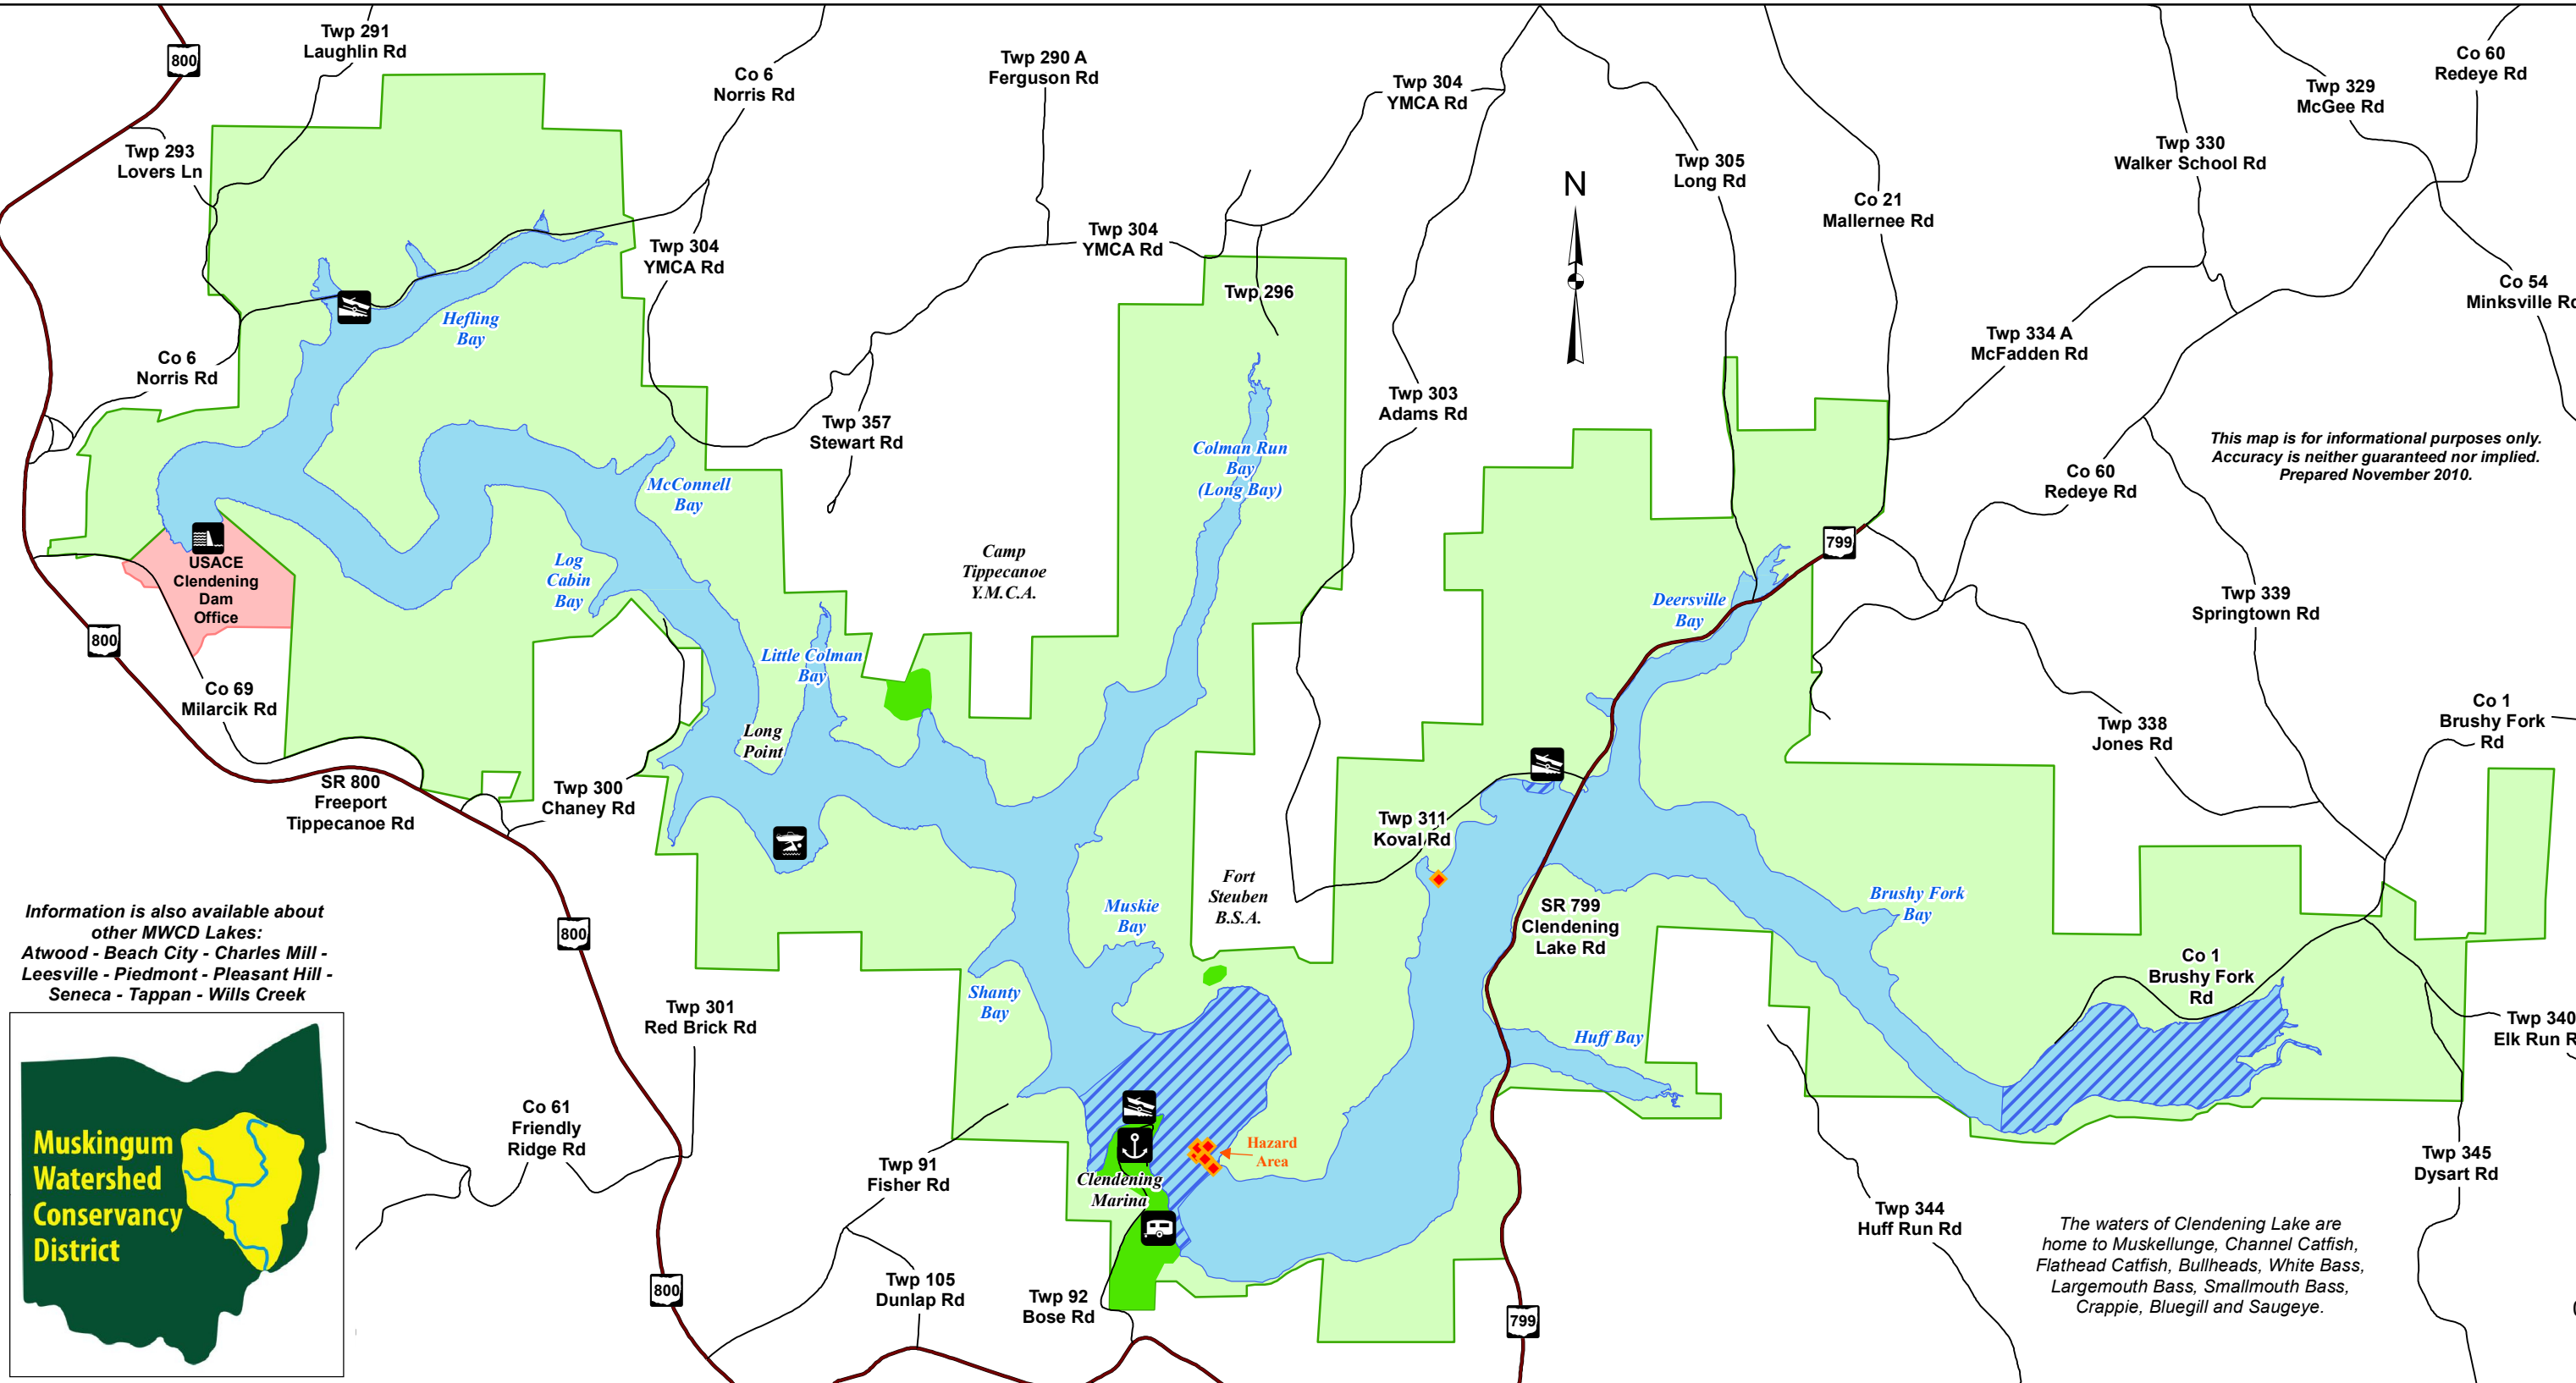 800
Twp 291
Laughlin Rd
Twp 293
Lovers Ln
Co 6
Norris Rd
Twp 290 A
Ferguson Rd
Twp 304
YMCA Rd
Twp 305
Long Rd
Co 21
Mallernee Rd
Twp 330
Walker School Rd
Twp 329
McGee Rd
Co 60
Redeye Rd
Twp 304
YMCA Rd
Twp 304
YMCA Rd
N
Twp 296
Co 54
Minksville Rd
Hefling
Bay
Co 6
Norris Rd
Twp 334 A
McFadden Rd
Twp 303
Adams Rd
Twp 357
Stewart Rd
Colman Run
Bay
(Long Bay)
McConnell
Bay
This map is for informational purposes only.
Accuracy is neither guaranteed nor implied.
Prepared November 2010.
Co 60
Redeye Rd
799
USACE
Clendening
Dam
Office
Log
Cabin
Bay
Camp
Tippecanoe
Y.M.C.A.
Deersville
Bay
Twp 339
Springtown Rd
800
Little Colman
Bay
Co 69
Milarcik Rd
Long
Point
Twp 338
Jones Rd
Co 1
Brushy Fork
Rd
SR 800
Freeport
Tippecanoe Rd
Twp 300
Chaney Rd
Twp 311
Koval Rd
Fort
Steuben
B.S.A.
Muskie
Bay
SR 799
Clendening
Lake Rd
Brushy Fork
Bay
Information is also available about
other MWCD Lakes:
Atwood - Beach City - Charles Mill -
Leesville - Piedmont - Pleasant Hill -
Seneca - Tappan - Wills Creek
800
Co 1
Brushy Fork
Rd
Shanty
Bay
Twp 301
Red Brick Rd
Huff Bay
Twp 340
Elk Run R
Muskingum
Watershed
Conservancy
District
Co 61
Friendly
Ridge Rd
Hazard
Area
Twp 91
Fisher Rd
Clendening
Marina
Twp 345
Dysart Rd
Twp 344
Huff Run Rd
The waters of Clendening Lake are
home to Muskellunge, Channel Catfish,
Flathead Catfish, Bullheads, White Bass,
Largemouth Bass, Smallmouth Bass,
Crappie, Bluegill and Saugeye.
800
Twp 105
Dunlap Rd
Twp 92
Bose Rd
799